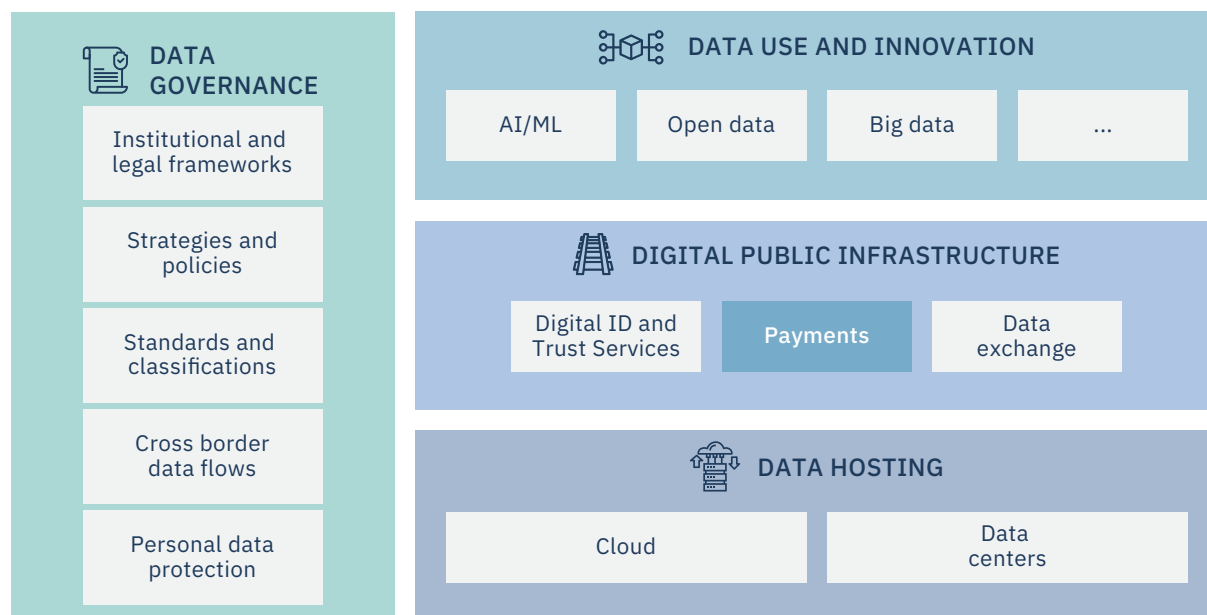 DATA
GOVERNANCE
Institutional and
legal frameworks
Strategies and
policies
Standards and
classifications
Cross border
data flows
Personal data
protection
DATA USE AND INNOVATION
AI/ML
Open data
Big data
...
DIGITAL PUBLIC INFRASTRUCTURE
Digital ID and
Trust Services
Payments
Data
exchange
DATA HOSTING
Cloud
Data
centers